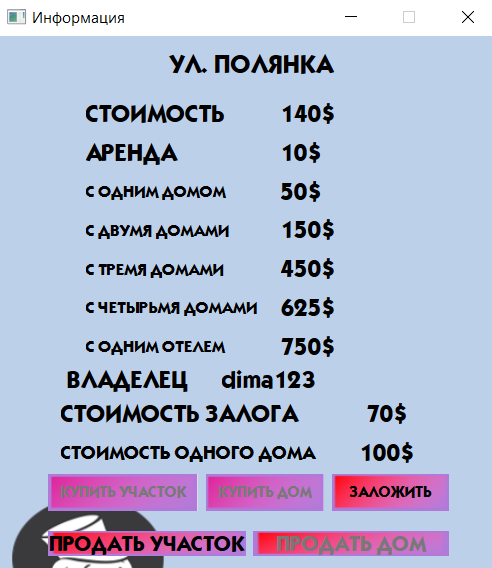 Информация
УЛ. ПОЛЯНКА
СТОИМОСТЬ 140$
АРЕНДА 10$
С ОДНИМ ДОМОМ 50$
С ДВУМЯ ДОМАМИ 150$
С ТРЕМЯ ДОМАМИ 450$
С ЧЕТЫРЬМЯ ДОМАМИ 625$
С ОДНИМ ОТЕЛЕМ 750$
ВЛАДЕЛЕЦ dima123
СТОИМОСТЬ ЗАЛОГА 70$
СТОИМОСТЬ ОДНОГО ДОМА 100$
КУПИТЬ УЧАСТОК КУПИТЬ ДОМ ЗАЛОЖИТЬ
ПРОДАТЬ УЧАСТОК ПРОДАТЬ ДОМ